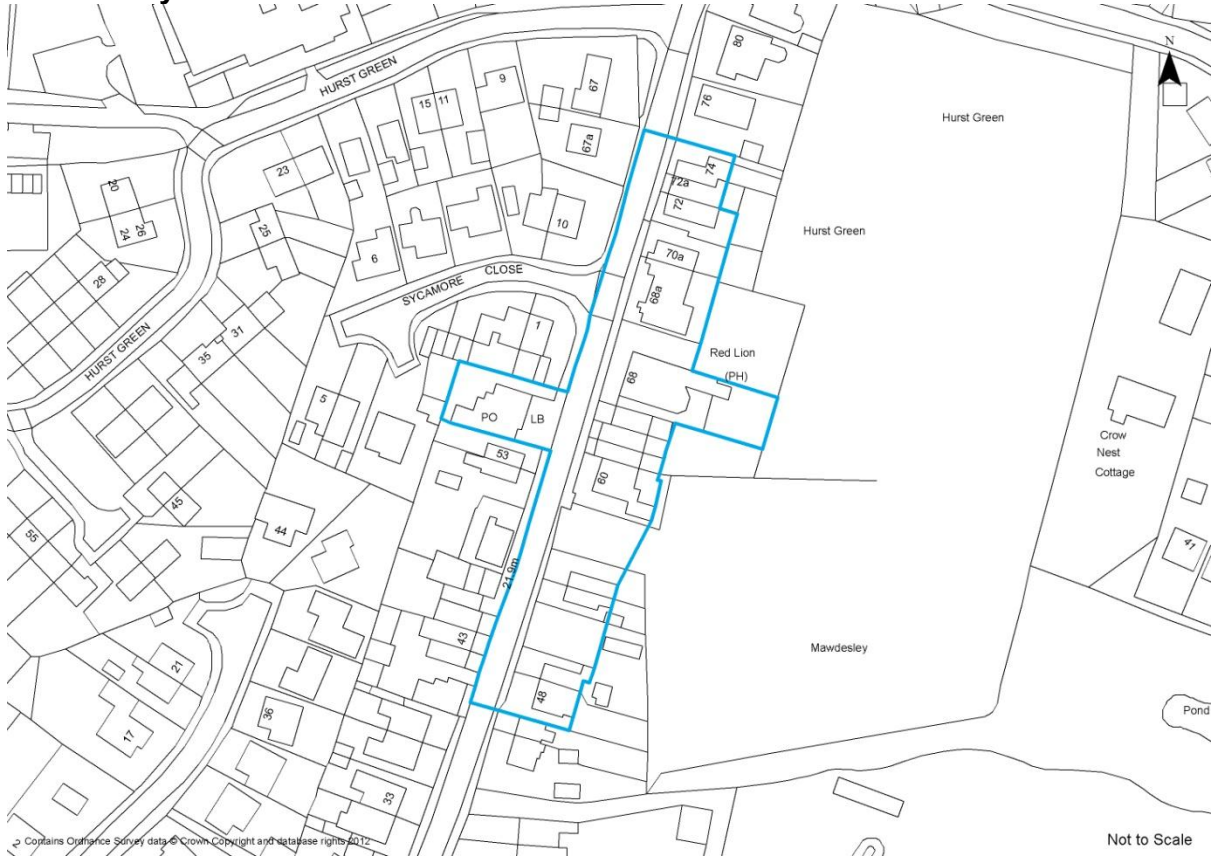 N
80
HURST GREEN
9
67
15
11
76
Hurst Green
67a
74
72a
23
20
72
26
24
10
25
Hurst Green
6
70a
CLOSE
28
SYCAMORE
68a
1
31
Red Lion
35
HURST GREEN
68
(PH)
5
PO
LB
Crow
53
Nest
Cottage
60
45
44
55
41
21.9m
43
Mawdesley
21
48
36
Pond
17
33
Contains Ordnance Survey data © Crown Copyright and database rights 2012
Not to Scale